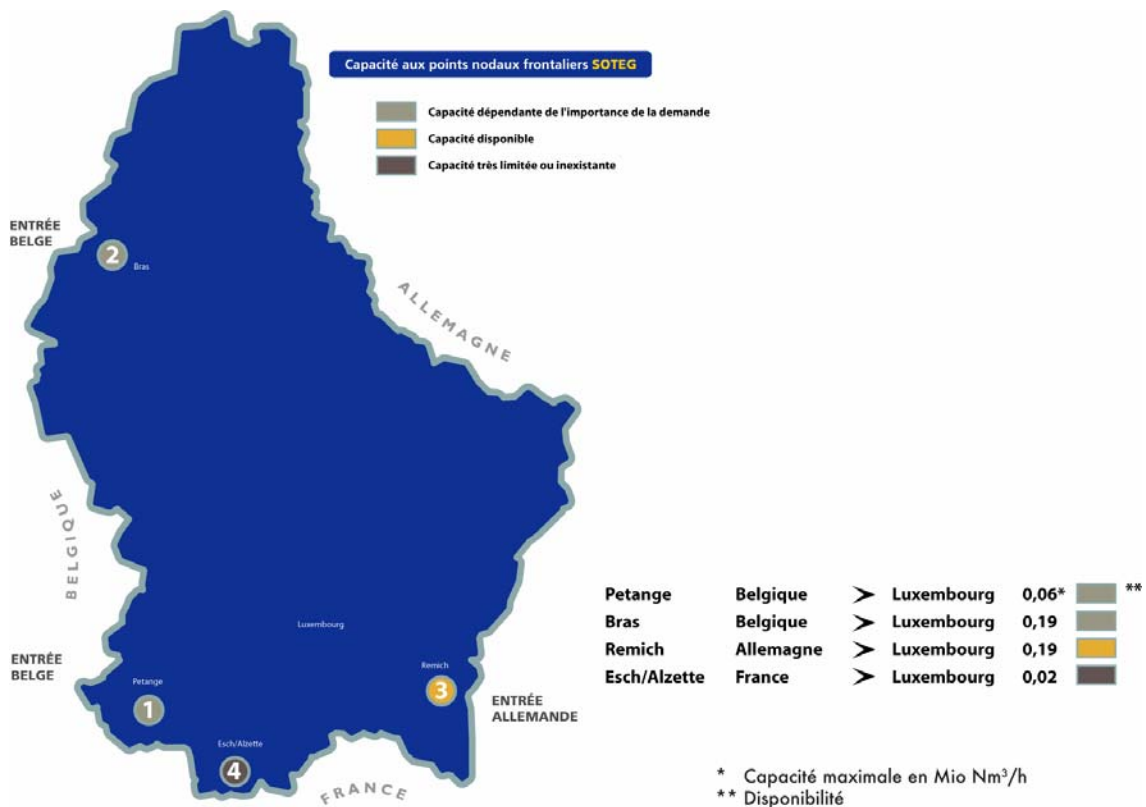 Capacité aux points nodaux frontaliers SOTEG
Capacité dépendante de l'importance de la demande
Capacité disponible
Capacité très limitée ou inexistante
ENTRÉE
BELGE
2
Bras
ALLEMAGNE
BELGIQUE
Luxembourg
ENTRÉE
BELGE
Petange
1
Remich
3
ENTRÉE
ALLEMANDE
Esch/Alzette
4
FRANCE
Petange Belgique ➤ Luxembourg 0,06* **
Bras Belgique ➤ Luxembourg 0,19
Remich Allemagne ➤ Luxembourg 0,19
Esch/Alzette France ➤ Luxembourg 0,02
* Capacité maximale en Mio Nm³/h
** Disponibilité